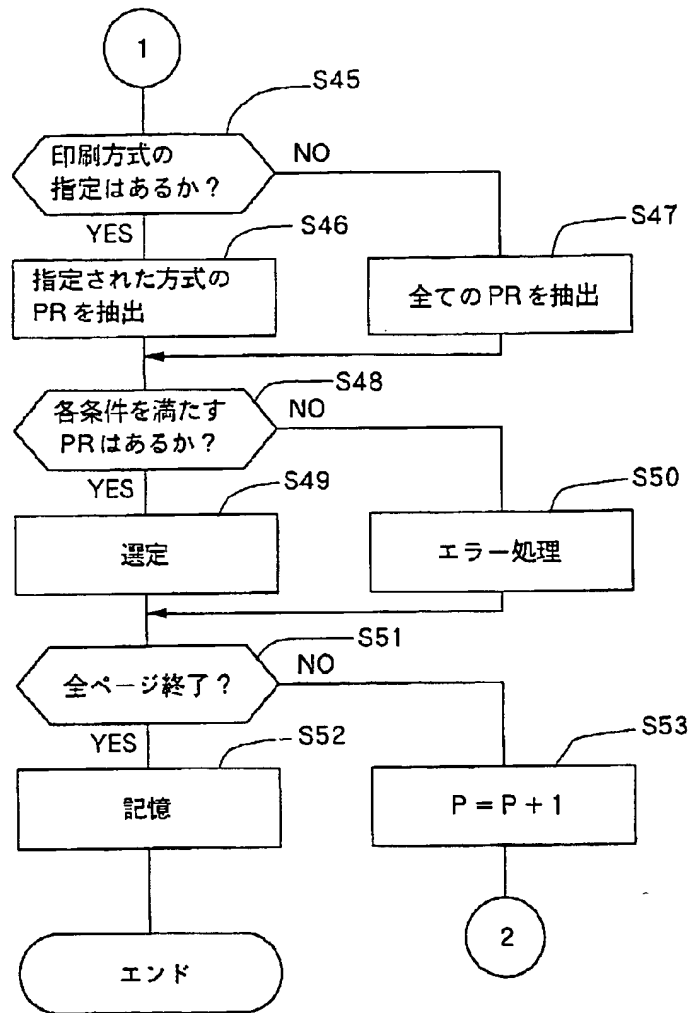 1
S45
印刷方式の
指定はあるか？
NO
YES
S46
S47
指定された方式の
PRを抽出
全てのPRを抽出
S48
各条件を満たす
PRはあるか？
NO
YES
S49
S50
選定
エラー処理
S51
全ページ終了？
NO
YES
S52
S53
記憶
P=P+1
2
エンド